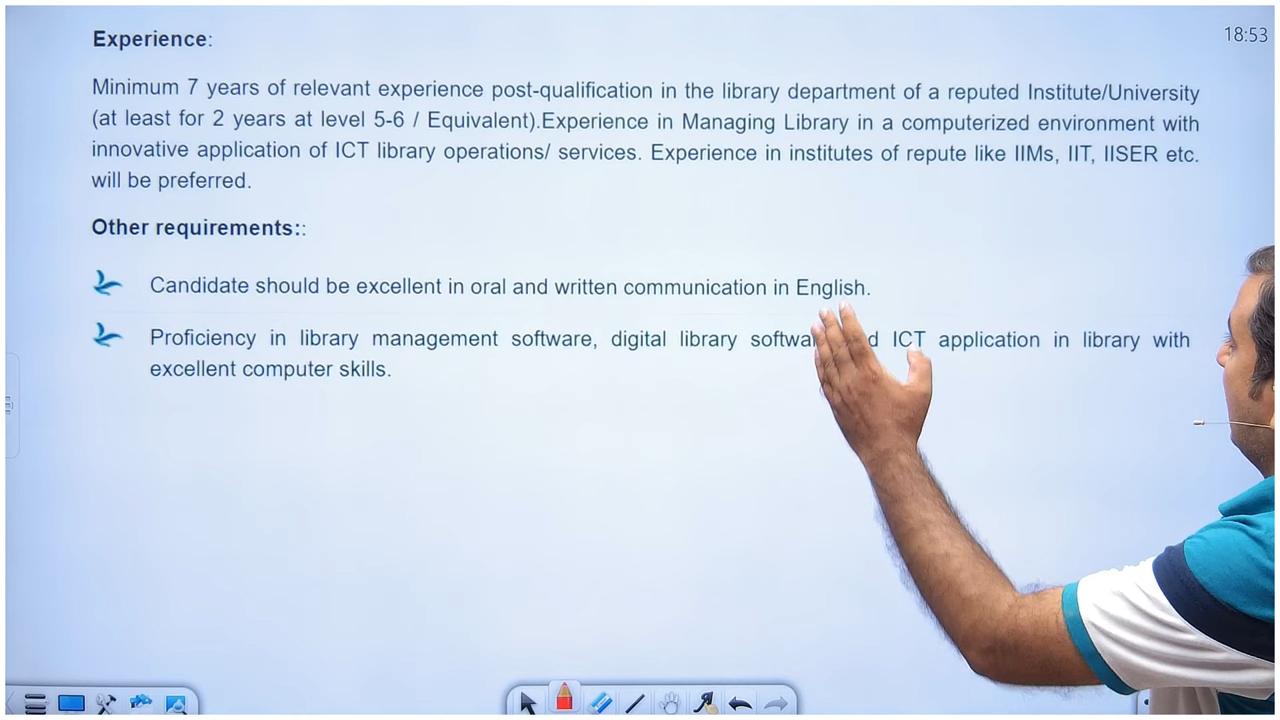 Experience:
18:53
Minimum 7 years of relevant experience post-qualification in the library department of a reputed Institute/University
(at least for 2 years at level 5-6 / Equivalent).Experience in Managing Library in a computerized environment with
innovative application of ICT library operations/ services. Experience in institutes of repute like IIMs, IIT, IISER etc.
will be preferred.
Other requirements::
Candidate should be excellent in oral and written communication in English.
Proficiency in library management software, digital library ICT application in library with
excellent computer skills.